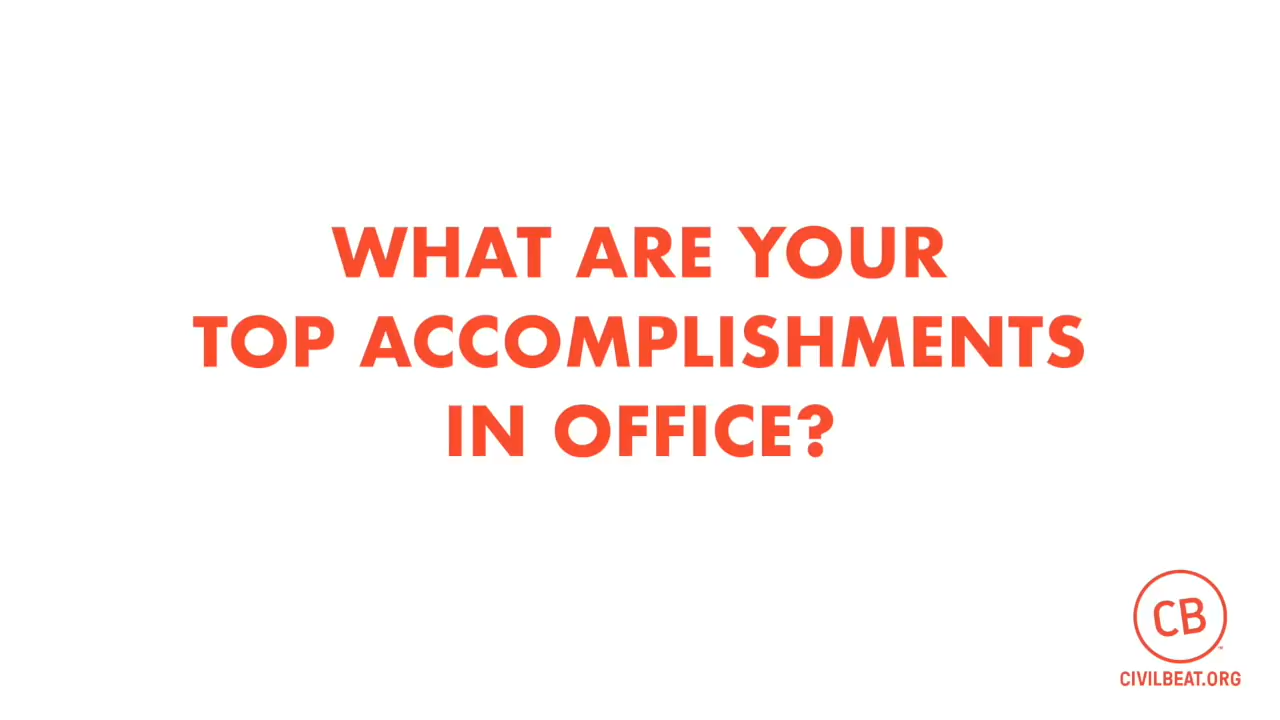 WHAT ARE YOUR
TOP ACCOMPLISHMENTS
IN OFFICE?
CB
CIVILBEAT.ORG